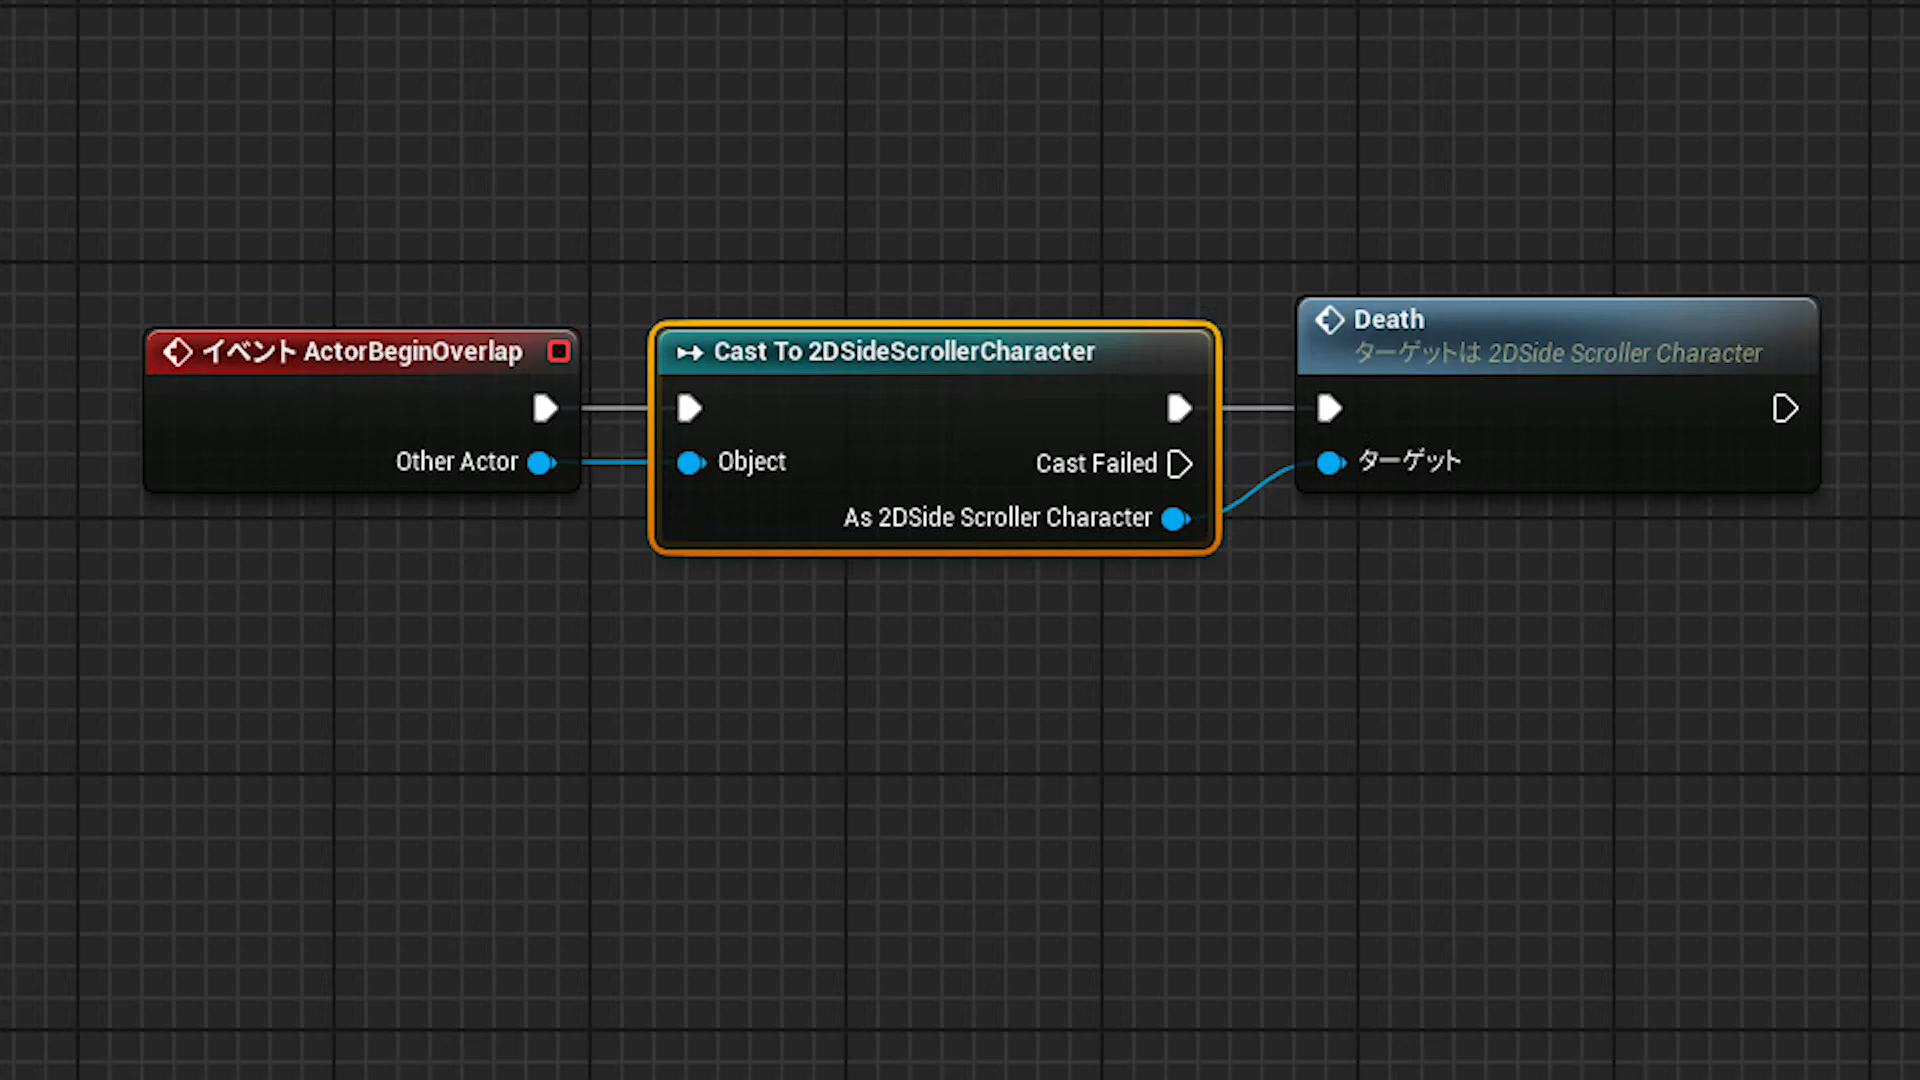 イベント ActorBeginOverlap
Other Actor
Cast To 2DSideScrollerCharacter
Object
Cast Failed
As 2DSide Scroller Character
Death
ターゲットは 2DSide Scroller Character
ターゲット